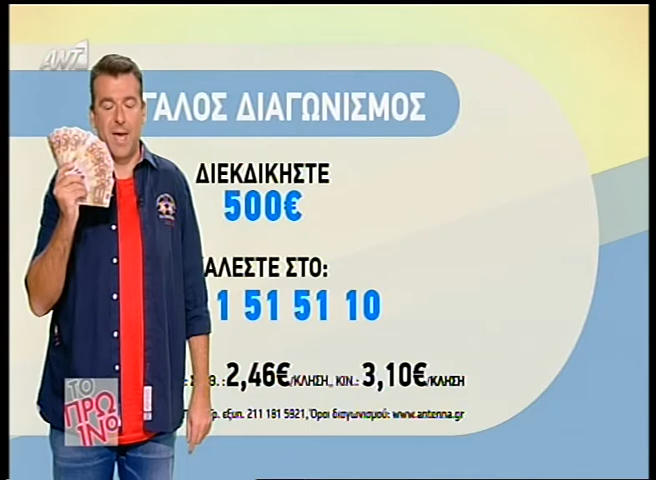 ΑΝΤ1
ΓΑΛΟΣ ΔΙΑΓΩΝΙΣΜΟΣ
ΔΙΕΚΔΙΚΗΣΤΕ
500€
ΑΛΕΣΤΕ ΣΤΟ:
1 51 51 10
2,46€/ΚΛΗΣΗ, ΚΙΝ.: 3,10€/ΚΛΗΣΗ
εξυπ. 211 181 5921, Όροι διαγωνισμού: www.antenna.gr
ΤΟ
ΠΡΩ
ΙΝΟ